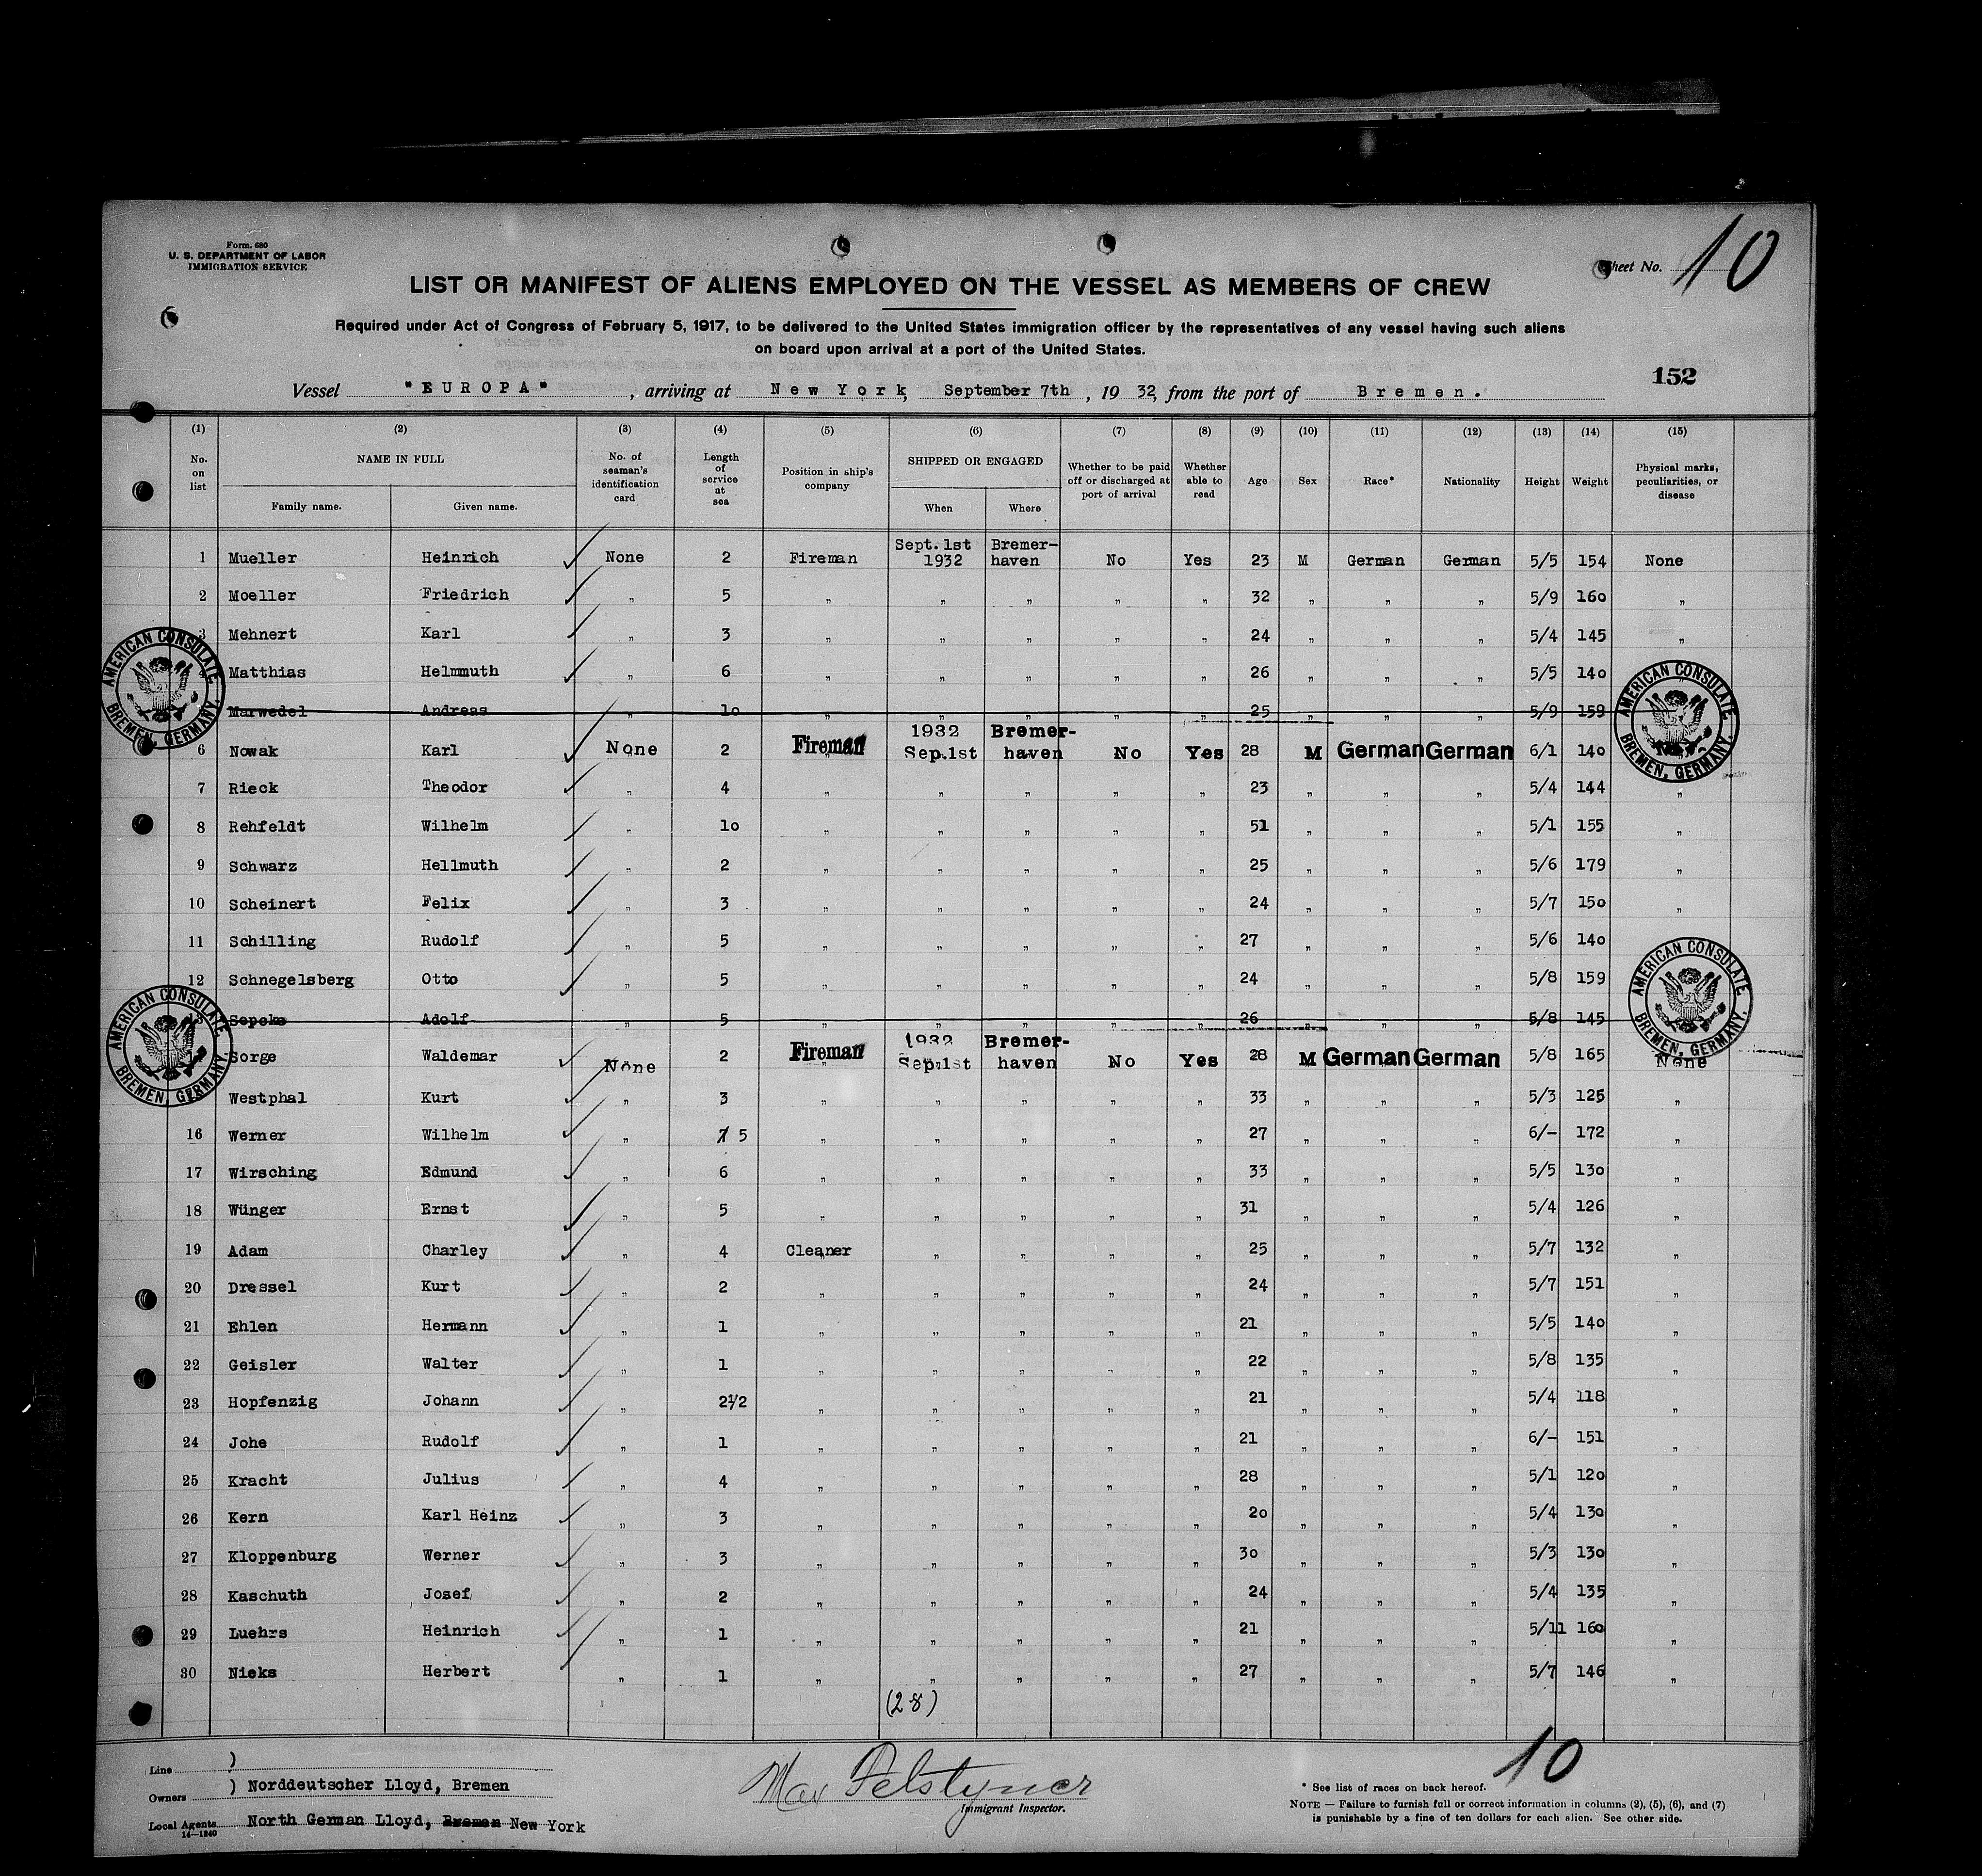 Form. 680
U. S. DEPARTMENT OF LABOR
IMMIGRATION SERVICE
Sheet No. 10
LIST OR MANIFEST OF ALIENS EMPLOYED ON THE VESSEL AS MEMBERS OF CREW
Required under Act of Congress of February 5, 1917, to be delivered to the United States immigration officer by the representatives of any vessel having such aliens
on board upon arrival at a port of the United States.
152
Vessel "EUROPA", arriving at New York, September 7th, 1932, from the port of Bremen.
(1) (2) (3) (4) (5) (6) (7) (8) (9) (10) (11) (12) (13) (14) (15)
No. on list NAME IN FULL Family name. Given name. No. of seaman's identification card Length of service at sea Position in ship's company SHIPPED OR ENGAGED When Where Whether to be paid off or discharged at port of arrival Whether able to read Age Sex Race* Nationality Height Weight Physical marks, peculiarities, or disease
1 Mueller Heinrich None 2 Fireman Sept.1st 1932 Bremer-haven No Yes 23 M German German 5/5 154 None
2 Moeller Friedrich " 5 " " " " " 32 " " " 5/9 160 "
3 Mehnert Karl " 3 " " " " " 24 " " " 5/4 145 "
4 Matthias Helmmuth " 6 " " " " " 26 " " " 5/5 140 "
Marwedel Andreas " 10 " " " " " 25 " " " 5/9 159
6 Nowak Karl None 2 Fireman 1932 Sep.1st Bremer-haven No Yes 28 M German German 6/1 140
7 Rieck Theodor " 4 " " " " " 23 " " " 5/4 144 "
8 Rehfeldt Wilhelm " 10 " " " " " 51 " " " 5/1 155 "
9 Schwarz Hellmuth " 2 " " " " " 25 " " " 5/6 179 "
10 Scheinert Felix " 3 " " " " " 24 " " " 5/7 150 "
11 Schilling Rudolf " 5 " " " " " 27 " " " 5/6 140
12 Schnegelsberg Otto " 5 " " " " " 24 " " " 5/8 159
13 Sepcke Adolf " 5 " " " " " 26 " " " 5/8 145
Sorge Waldemar None 2 Fireman 1932 Sep.1st Bremer-haven No Yes 28 M German German 5/8 165 None
Westphal Kurt " 3 " " " " " 33 " " " 5/3 125 "
16 Werner Wilhelm " 7 5 " " " " " 27 " " " 6/- 172 "
17 Wirsching Edmund " 6 " " " " " 33 " " " 5/5 130 "
18 Wünger Ernst " 5 " " " " " 31 " " " 5/4 126 "
19 Adam Charley " 4 Cleaner " " " " 25 " " " 5/7 132 "
20 Dressel Kurt " 2 " " " " " 24 " " " 5/7 151 "
21 Ehlen Hermann " 1 " " " " " 21 " " " 5/5 140 "
22 Geisler Walter " 1 " " " " " 22 " " " 5/8 135 "
23 Hopfenzig Johann " 2½ " " " " " 21 " " " 5/4 118 "
24 Johe Rudolf " 1 " " " " " 21 " " " 6/- 151 "
25 Kracht Julius " 4 " " " " " 28 " " " 5/1 120 "
26 Kern Karl Heinz " 3 " " " " " 20 " " " 5/4 130 "
27 Kloppenburg Werner " 3 " " " " " 30 " " " 5/3 130 "
28 Kaschuth Josef " 2 " " " " " 24 " " " 5/4 135 "
29 Luehrs Heinrich " 1 " " " " " 21 " " " 5/11 160 "
30 Nieks Herbert " 1 " " " " " 27 " " " 5/7 146 "
(28)
AMERICAN CONSULATE BREMEN, GERMANY.
AMERICAN CONSULATE BREMEN, GERMANY.
AMERICAN CONSULATE BREMEN, GERMANY.
AMERICAN CONSULATE BREMEN, GERMANY.
Line )
Owners ) Norddeutscher Lloyd, Bremen
Local Agents North German Lloyd, Bremen New York
14—1240
Max Felstyner
Immigrant Inspector.
10
* See list of races on back hereof.
NOTE — Failure to furnish full or correct information in columns (2), (5), (6), and (7)
is punishable by a fine of ten dollars for each alien. See other side.